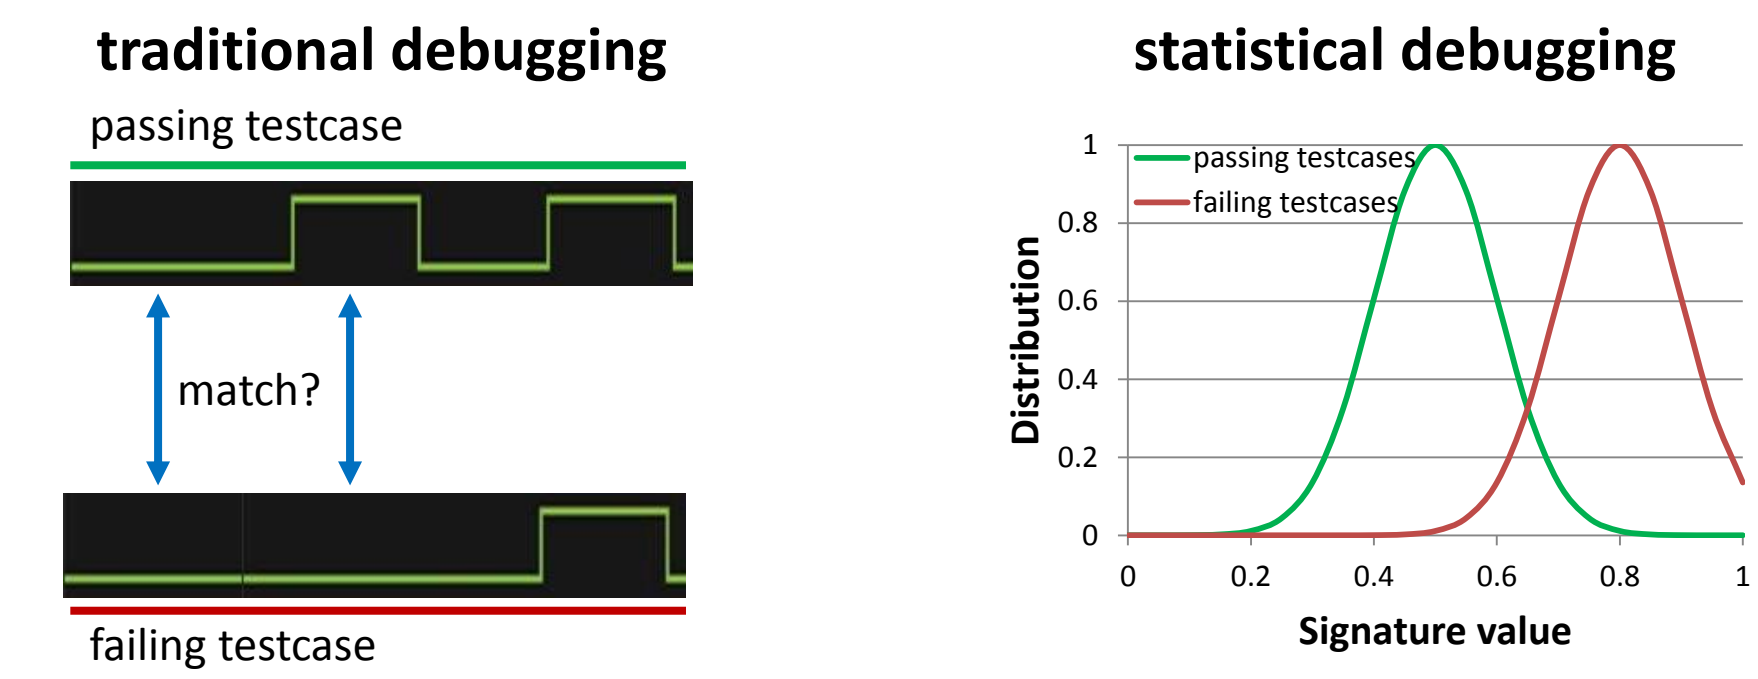 traditional debugging
passing testcase
match?
failing testcase
statistical debugging
passing testcases
failing testcases
1
0.8
0.6
0.4
0.2
0
Distribution
0 0.2 0.4 0.6 0.8 1
Signature value